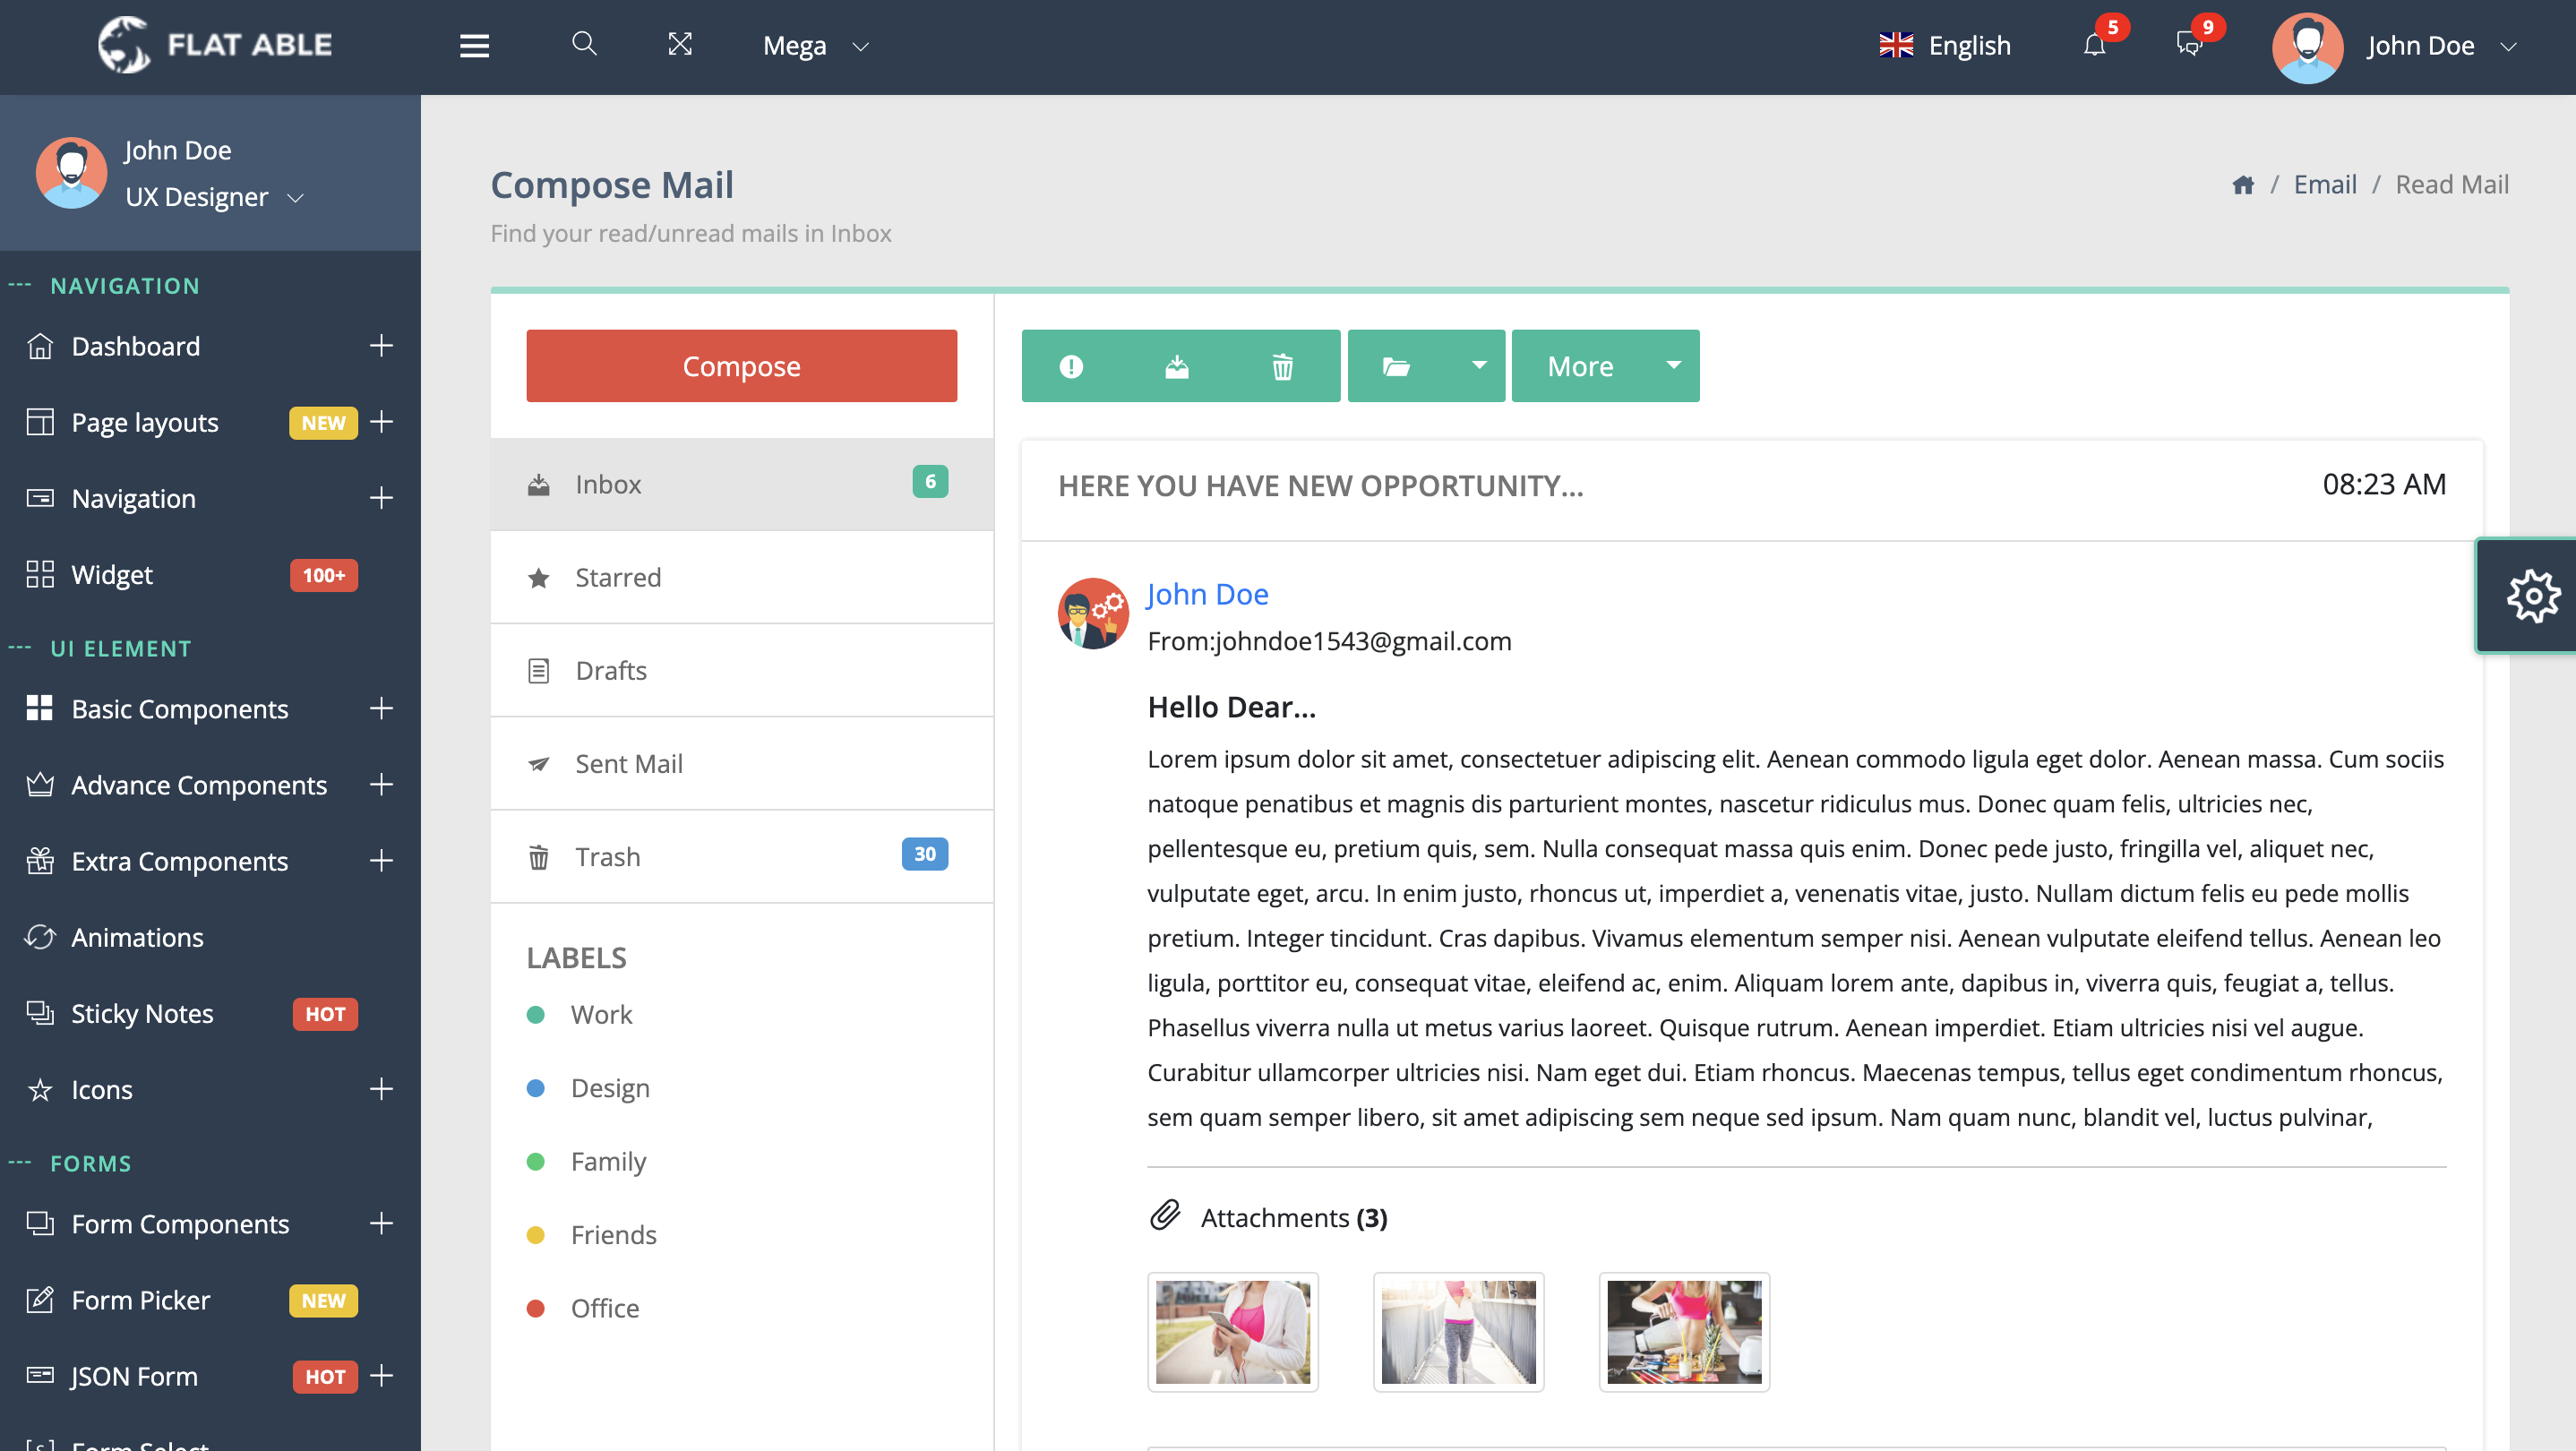 FLAT ABLE
Mega
English
5
9
John Doe
John Doe
UX Designer
NAVIGATION
Dashboard
Page layouts
NEW
Navigation
Widget
100+
UI ELEMENT
Basic Components
Advance Components
Extra Components
Animations
Sticky Notes
HOT
Icons
FORMS
Form Components
Form Picker
NEW
JSON Form
HOT
Form Select
Compose Mail
Find your read/unread mails in Inbox
/ Email / Read Mail
Compose
Inbox
6
Starred
Drafts
Sent Mail
Trash
30
LABELS
Work
Design
Family
Friends
Office
More
HERE YOU HAVE NEW OPPORTUNITY...
08:23 AM
John Doe
From:johndoe1543@gmail.com
Hello Dear...
Lorem ipsum dolor sit amet, consectetuer adipiscing elit. Aenean commodo ligula eget dolor. Aenean massa. Cum sociis
natoque penatibus et magnis dis parturient montes, nascetur ridiculus mus. Donec quam felis, ultricies nec,
pellentesque eu, pretium quis, sem. Nulla consequat massa quis enim. Donec pede justo, fringilla vel, aliquet nec,
vulputate eget, arcu. In enim justo, rhoncus ut, imperdiet a, venenatis vitae, justo. Nullam dictum felis eu pede mollis
pretium. Integer tincidunt. Cras dapibus. Vivamus elementum semper nisi. Aenean vulputate eleifend tellus. Aenean leo
ligula, porttitor eu, consequat vitae, eleifend ac, enim. Aliquam lorem ante, dapibus in, viverra quis, feugiat a, tellus.
Phasellus viverra nulla ut metus varius laoreet. Quisque rutrum. Aenean imperdiet. Etiam ultricies nisi vel augue.
Curabitur ullamcorper ultricies nisi. Nam eget dui. Etiam rhoncus. Maecenas tempus, tellus eget condimentum rhoncus,
sem quam semper libero, sit amet adipiscing sem neque sed ipsum. Nam quam nunc, blandit vel, luctus pulvinar,
Attachments (3)